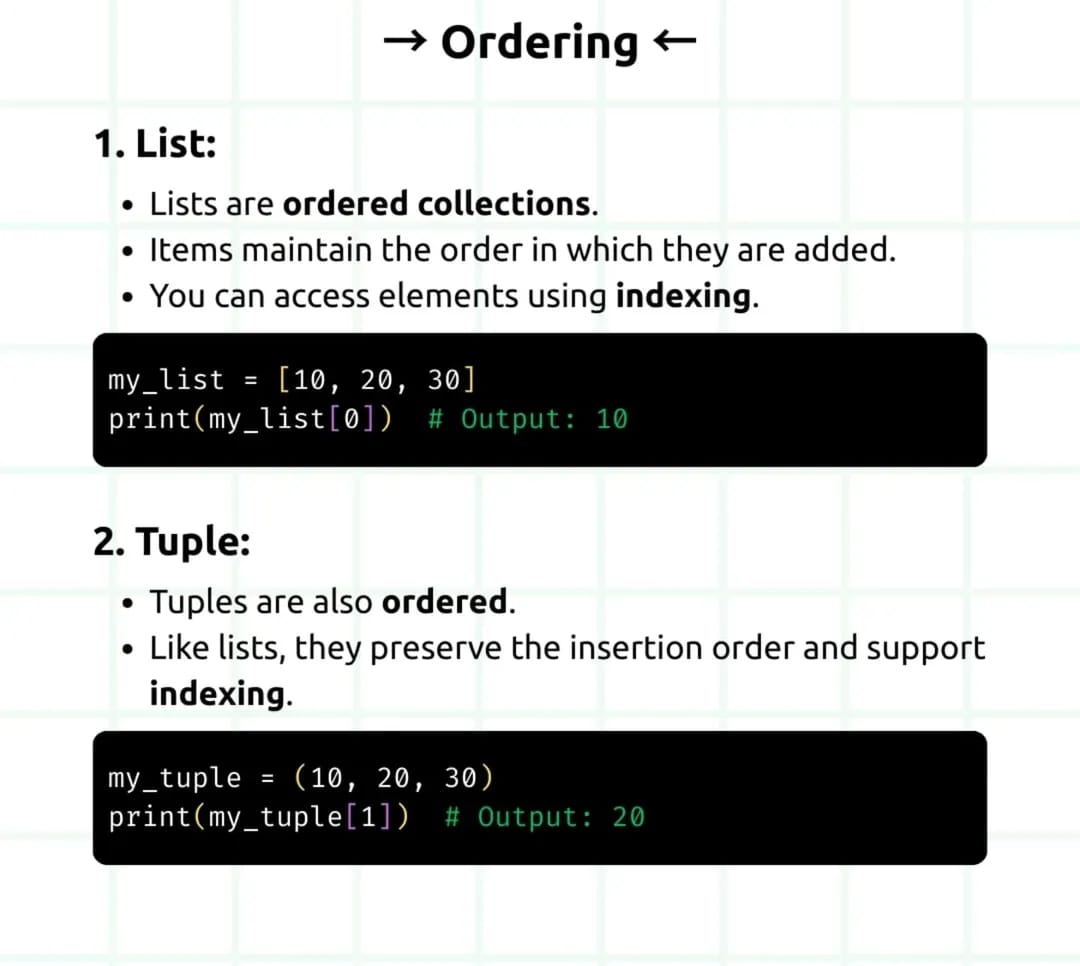 → Ordering ←
1. List:
• Lists are ordered collections.
• Items maintain the order in which they are added.
• You can access elements using indexing.
my_list = [10, 20, 30]
print(my_list[0])  # Output: 10
2. Tuple:
• Tuples are also ordered.
• Like lists, they preserve the insertion order and support
indexing.
my_tuple = (10, 20, 30)
print(my_tuple[1])  # Output: 20